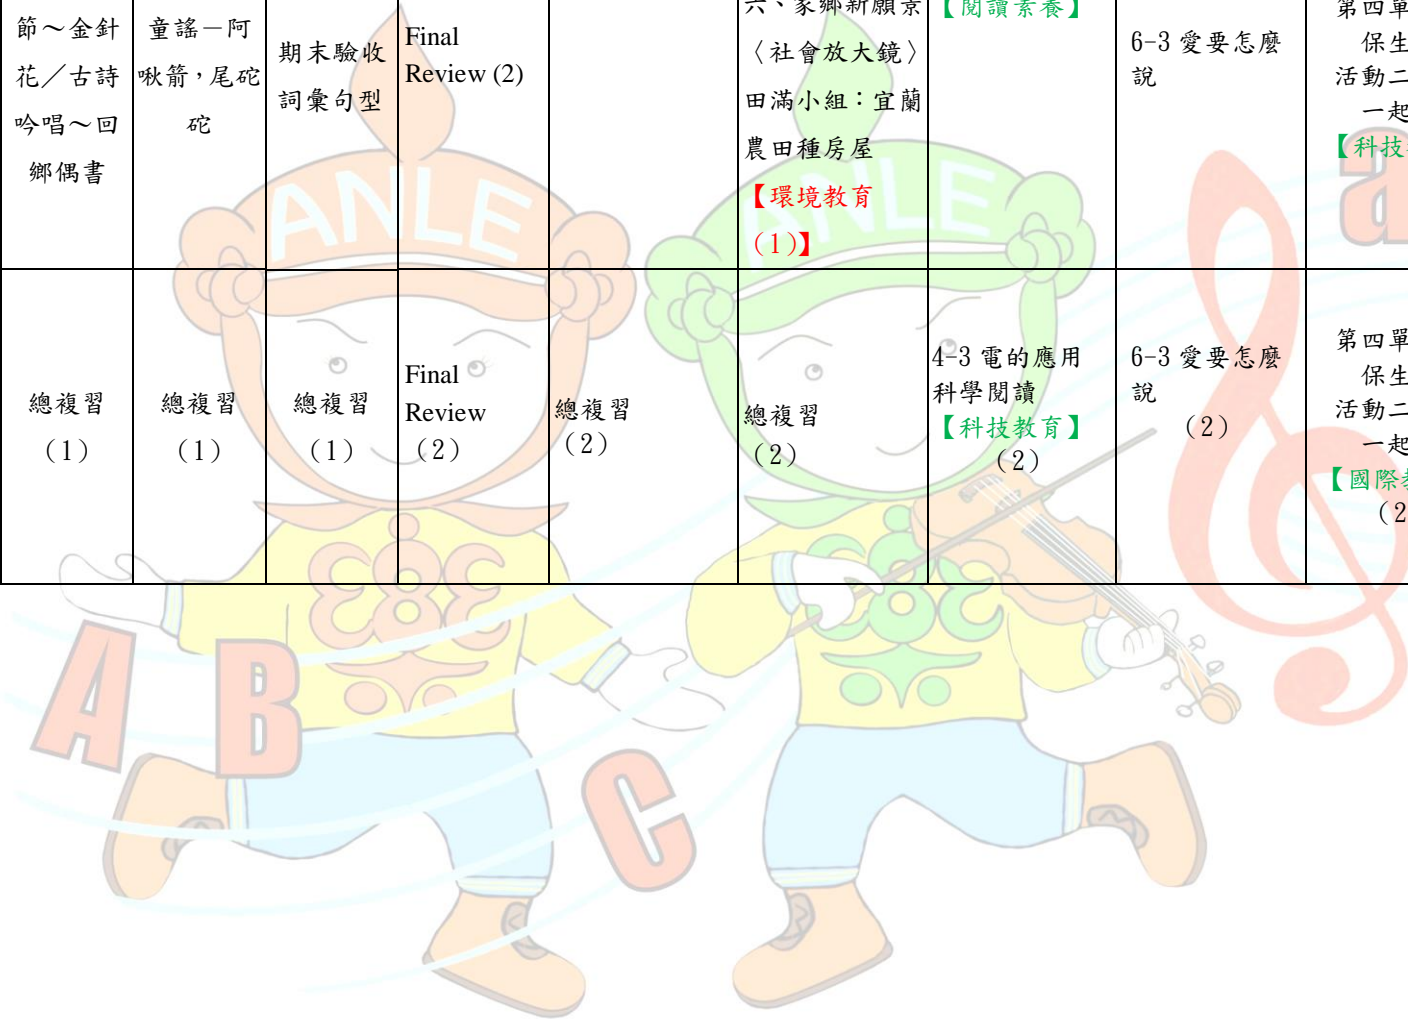 節～金針
花／古詩
吟唱～回
鄉偶書
童謠－阿
啾箭，尾砣
砣
期末驗收
詞彙句型
Final
Review (2)
六、家鄉新願景
〈社會放大鏡〉
田滿小組：宜蘭
農田種房屋
【環境教育
（1）】
【閱讀素養】
6-3 愛要怎麼
說
第四單
保生
活動二
一起
【科技
總複習
（1）
總複習
（1）
總複習
（1）
Final
Review
（2）
總複習
（2）
總複習
（2）
4-3 電的應用
科學閱讀
【科技教育】
（2）
6-3 愛要怎麼
說
（2）
第四單
保生
活動二
一起
【國際教
（2
ANLE
ANLE
a
A B C